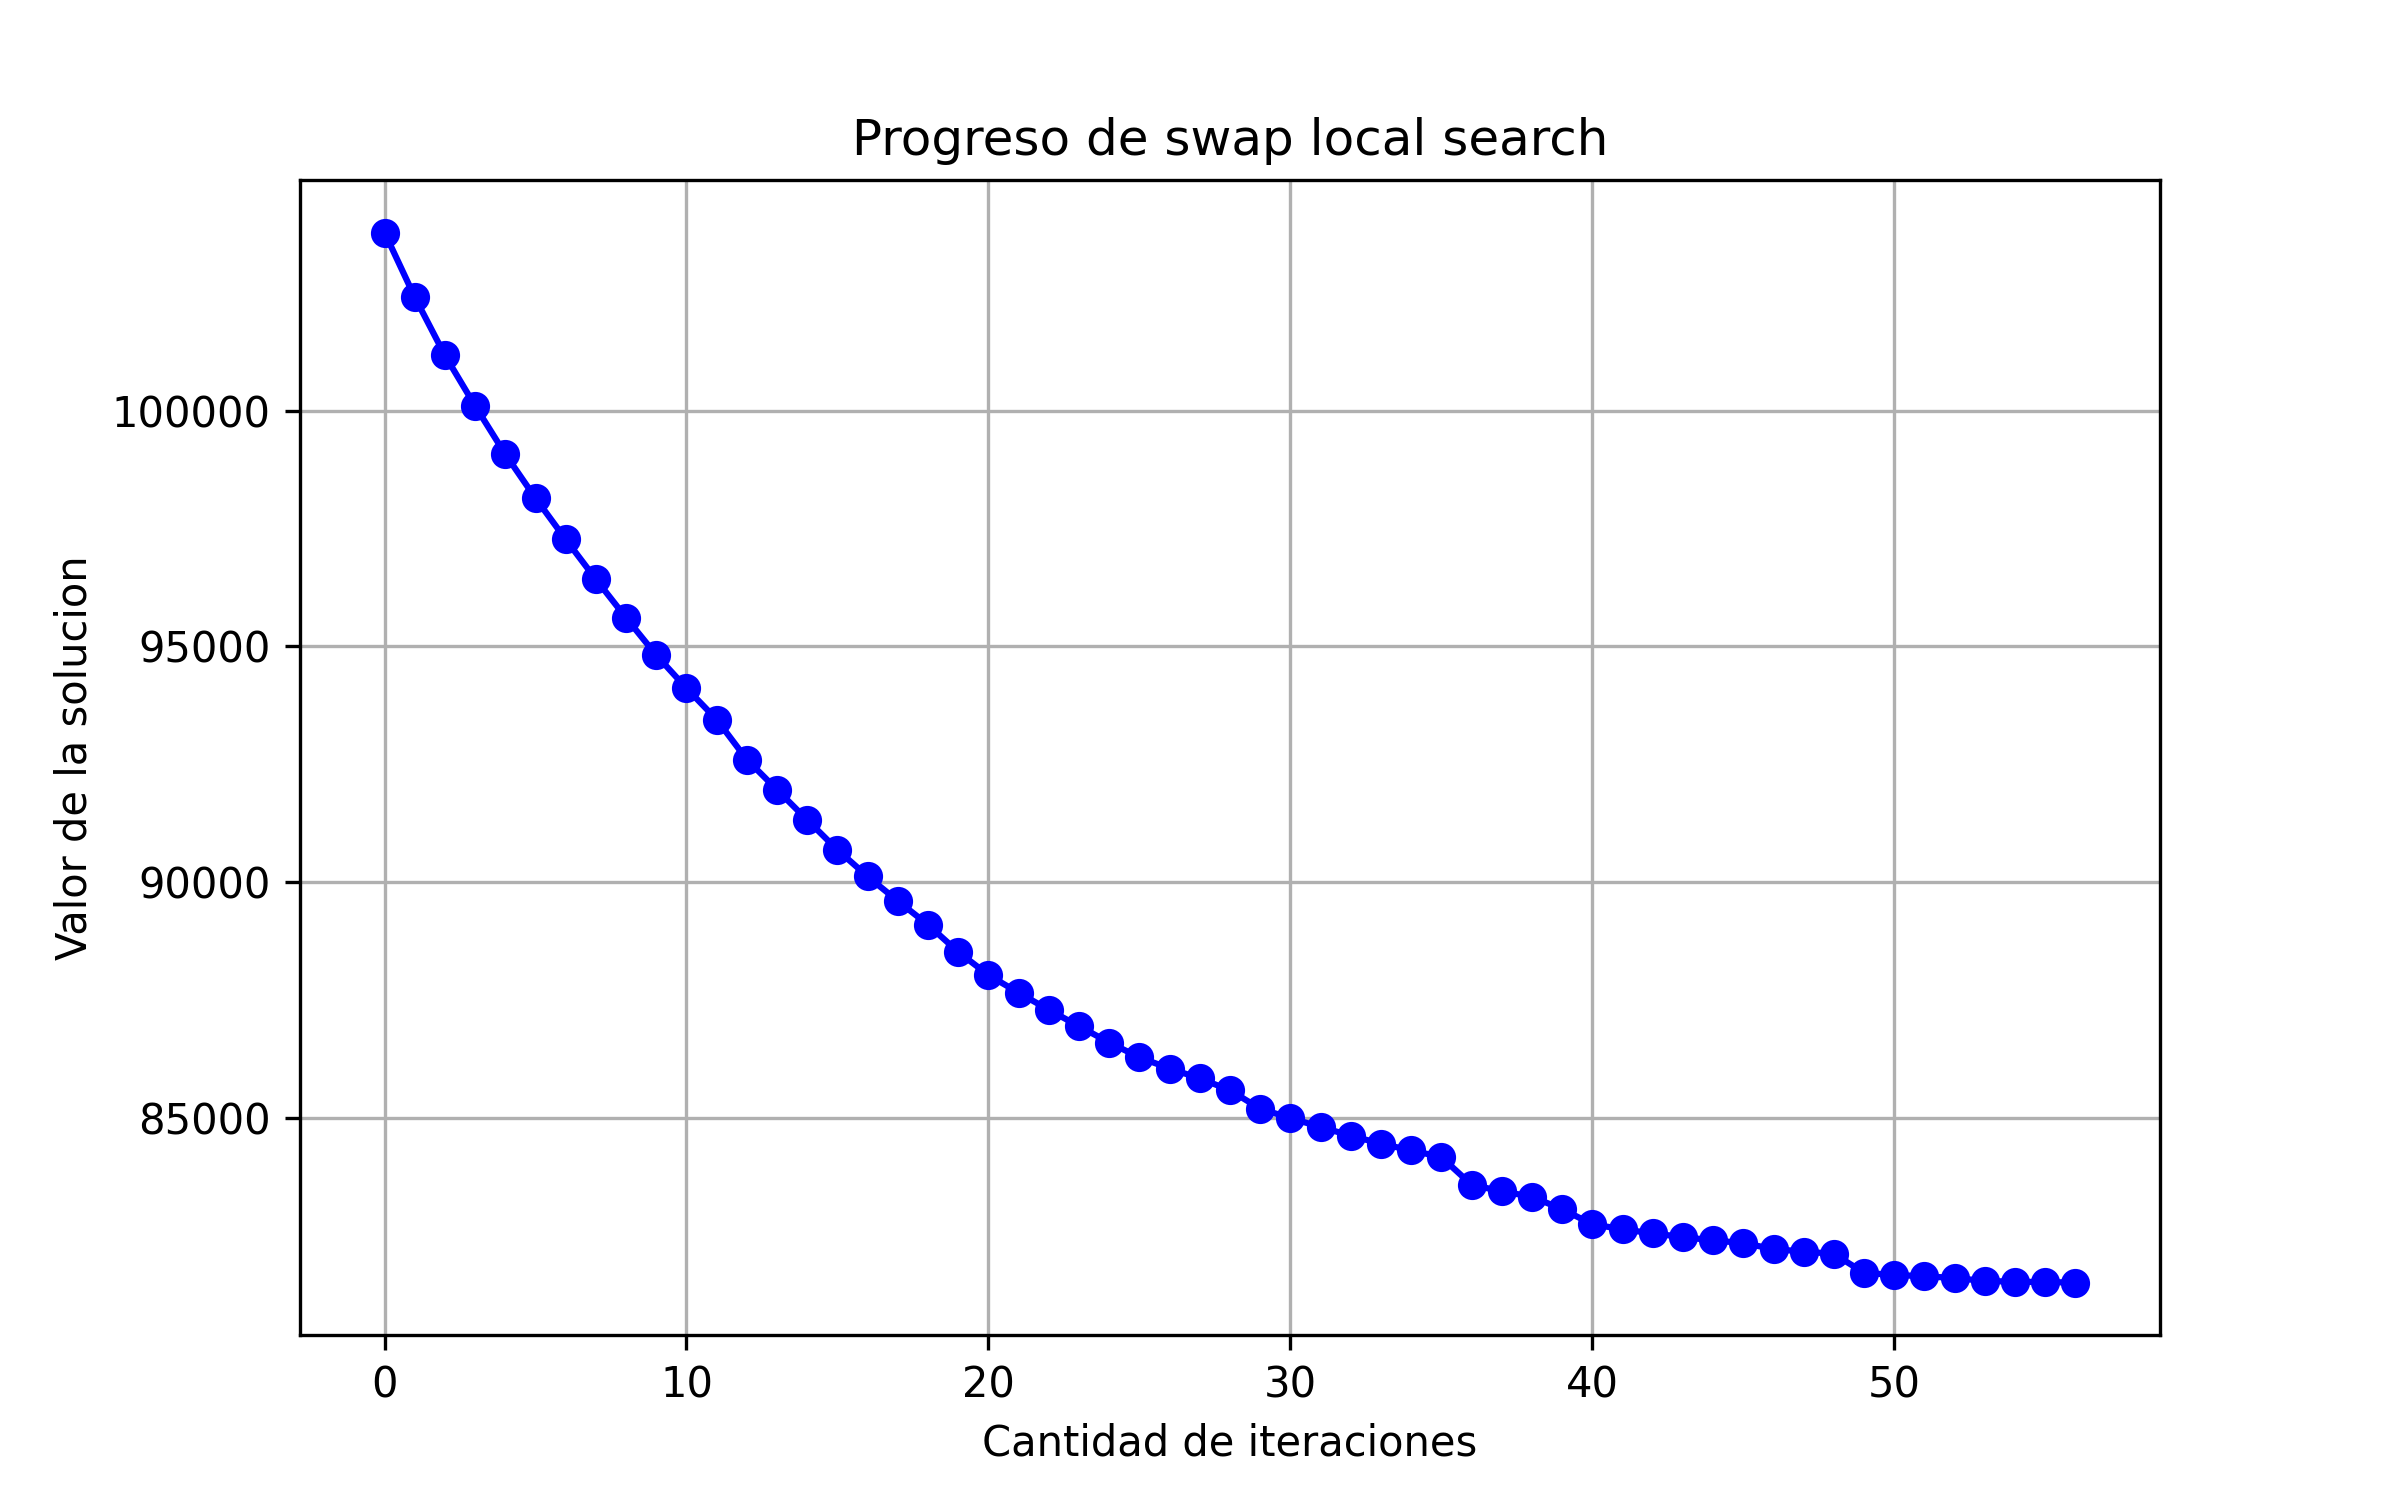 Progreso de swap local search
Valor de la solucion
100000
95000
90000
85000
0 10 20 30 40 50
Cantidad de iteraciones